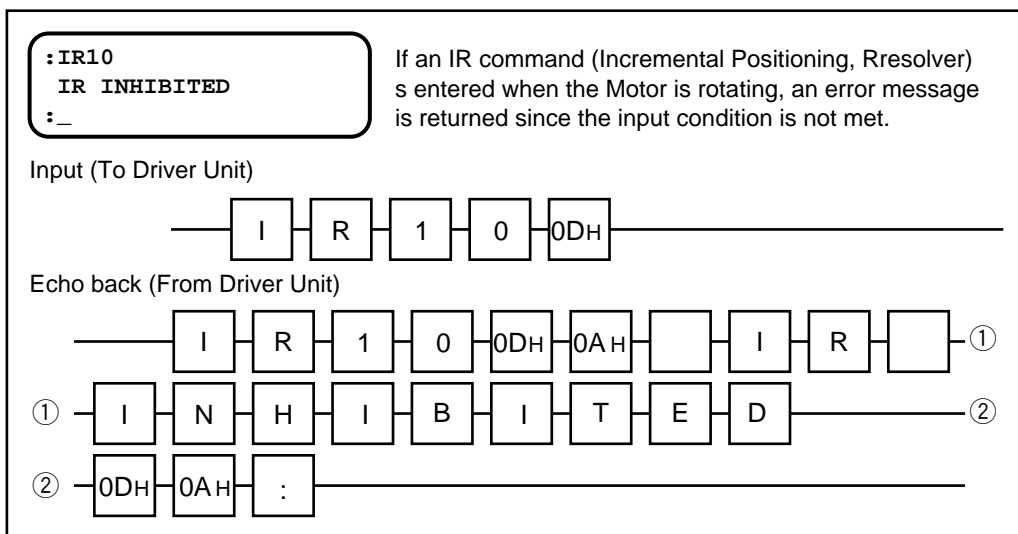 :IR10
IR INHIBITED
:_
If an IR command (Incremental Positioning, Rresolver)
s entered when the Motor is rotating, an error message
is returned since the input condition is not met.
Input (To Driver Unit)
I R 1 0 0DH
Echo back (From Driver Unit)
I R 1 0 0DH 0AH I R ①
① I N H I B I T E D ②
② 0DH 0AH :